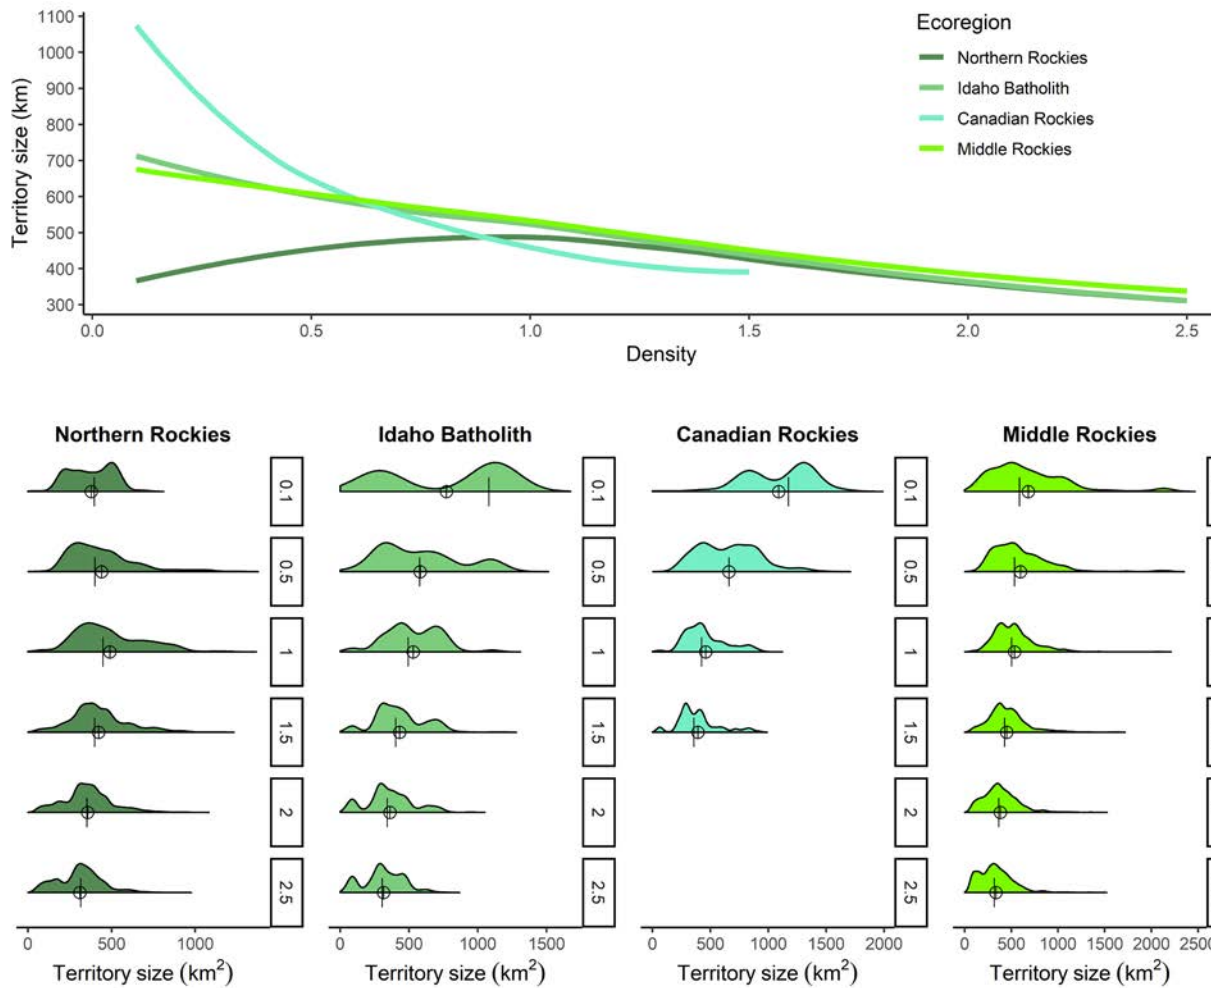 1100
1000
900
800
700
600
500
400
300
Territory size (km)
0.0 0.5 1.0 1.5 2.0 2.5
Density
Ecoregion
Northern Rockies
Idaho Batholith
Canadian Rockies
Middle Rockies
Northern Rockies
0.1
0.5
1
1.5
2
2.5
0 500 1000
Territory size (km²)
Idaho Batholith
0.1
0.5
1
1.5
2
2.5
0 500 1000 1500
Territory size (km²)
Canadian Rockies
0.1
0.5
1
1.5
2
2.5
0 500 1000 1500 2000
Territory size (km²)
Middle Rockies
0 500 1000 1500 2000 250
Territory size (km²)